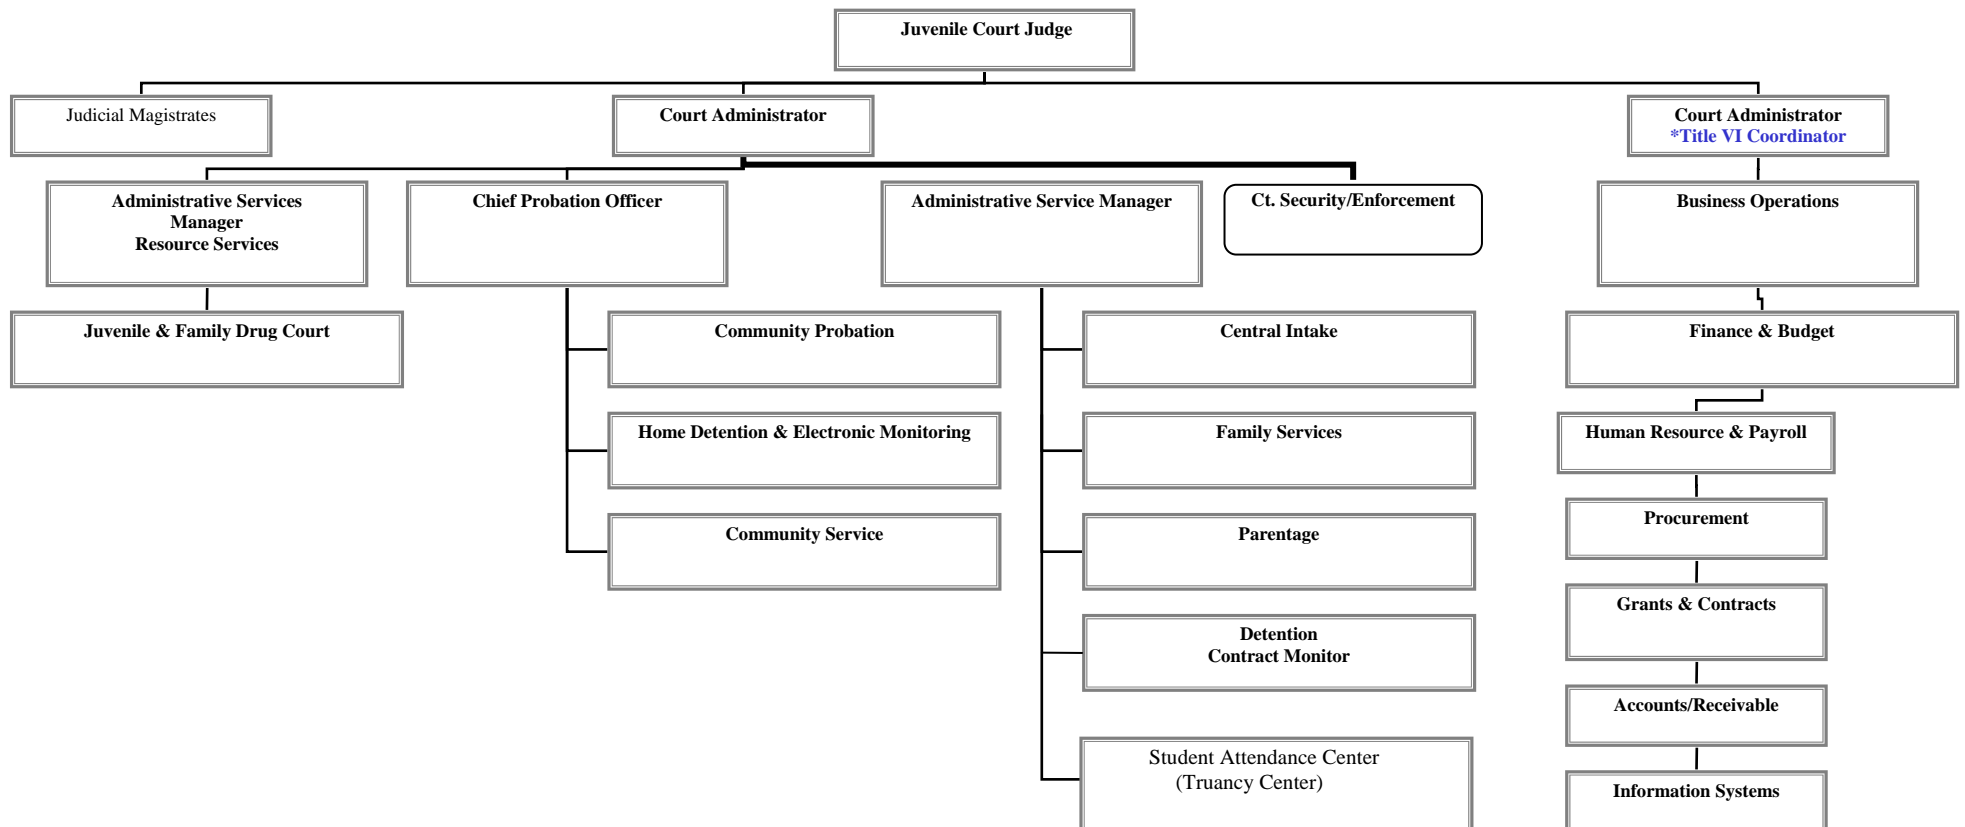 Juvenile Court Judge
Judicial Magistrates
Court Administrator
Court Administrator
*Title VI Coordinator
Administrative Services
Manager
Resource Services
Chief Probation Officer
Administrative Service Manager
Ct. Security/Enforcement
Business Operations
Juvenile & Family Drug Court
Community Probation
Central Intake
Finance & Budget
Home Detention & Electronic Monitoring
Family Services
Human Resource & Payroll
Community Service
Parentage
Procurement
Detention
Contract Monitor
Grants & Contracts
Accounts/Receivable
Student Attendance Center
(Truancy Center)
Information Systems